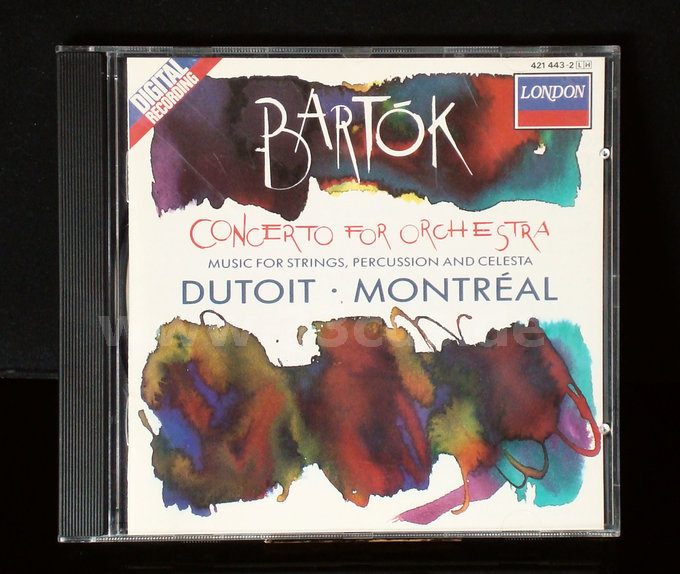 421 443-2 LH
DIGITAL
RECORDING
LONDON
BARTÓK
CONCERTO FOR ORCHESTRA
MUSIC FOR STRINGS, PERCUSSION AND CELESTA
DUTOIT · MONTRÉAL